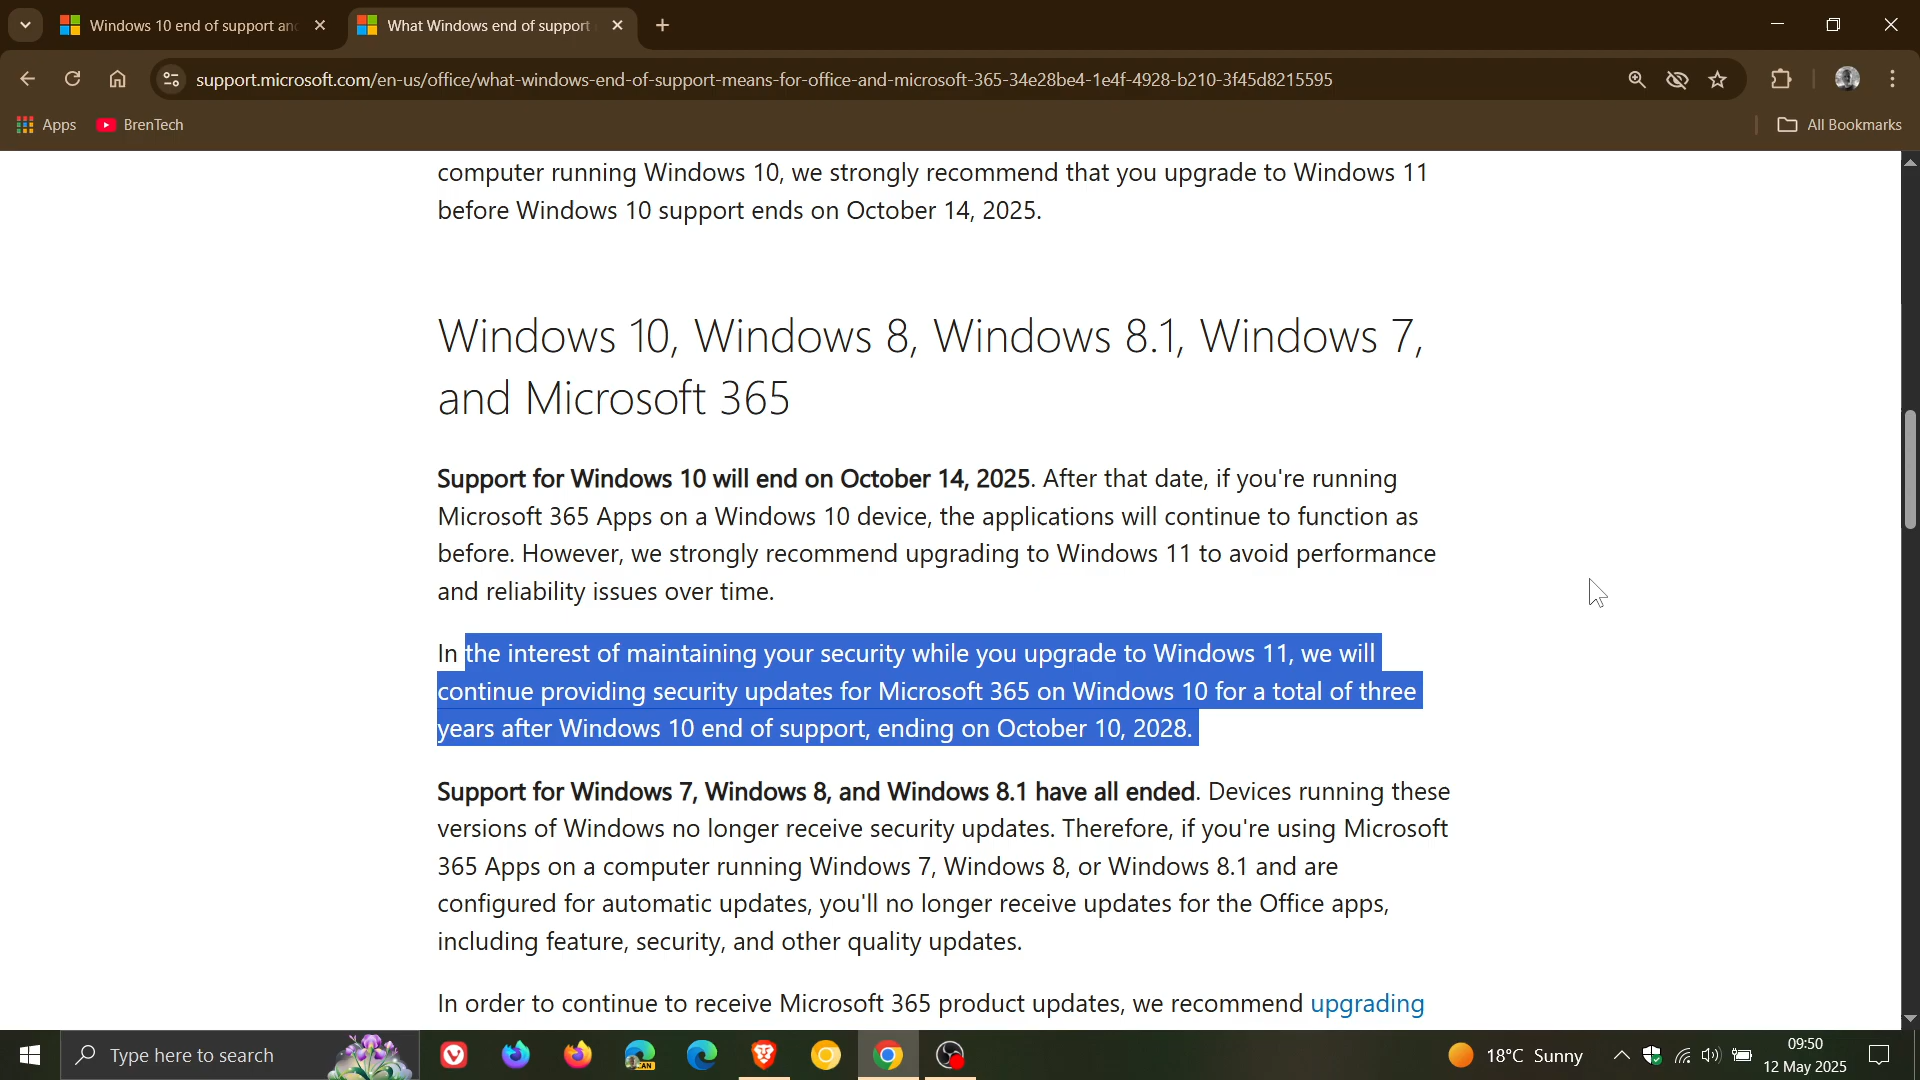 Windows 10 end of support and
What Windows end of support
support.microsoft.com/en-us/office/what-windows-end-of-support-means-for-office-and-microsoft-365-34e28be4-1e4f-4928-b210-3f45d8215595
Apps
BrenTech
All Bookmarks
computer running Windows 10, we strongly recommend that you upgrade to Windows 11
before Windows 10 support ends on October 14, 2025.
Windows 10, Windows 8, Windows 8.1, Windows 7,
and Microsoft 365
Support for Windows 10 will end on October 14, 2025. After that date, if you're running
Microsoft 365 Apps on a Windows 10 device, the applications will continue to function as
before. However, we strongly recommend upgrading to Windows 11 to avoid performance
and reliability issues over time.
In the interest of maintaining your security while you upgrade to Windows 11, we will
continue providing security updates for Microsoft 365 on Windows 10 for a total of three
years after Windows 10 end of support, ending on October 10, 2028.
Support for Windows 7, Windows 8, and Windows 8.1 have all ended. Devices running these
versions of Windows no longer receive security updates. Therefore, if you're using Microsoft
365 Apps on a computer running Windows 7, Windows 8, or Windows 8.1 and are
configured for automatic updates, you'll no longer receive updates for the Office apps,
including feature, security, and other quality updates.
In order to continue to receive Microsoft 365 product updates, we recommend upgrading
Type here to search
CAN
18°C Sunny
09:50
12 May 2025